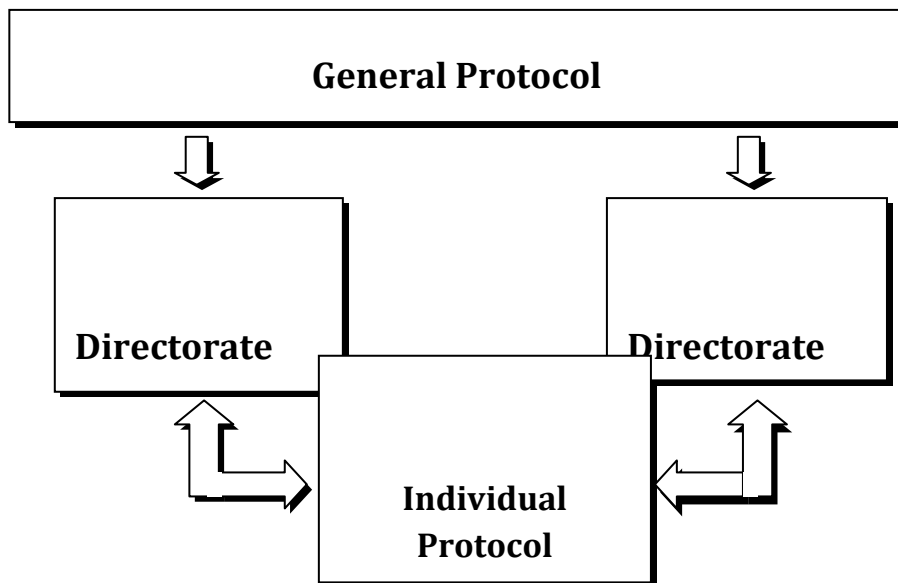 General Protocol
Directorate
Directorate
Individual
Protocol